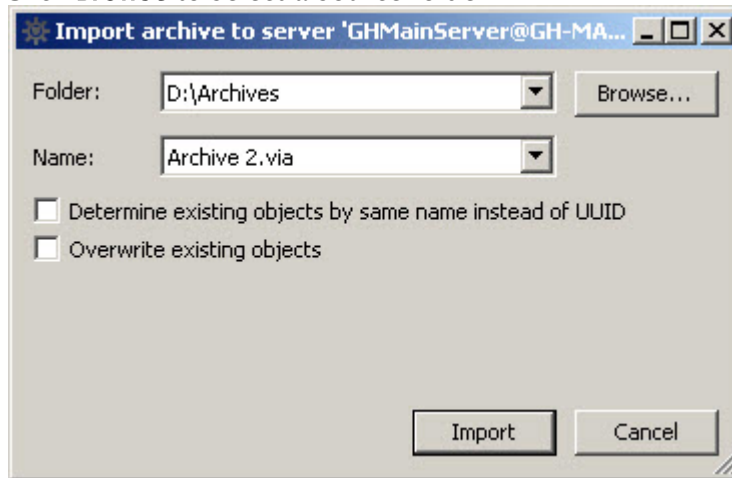 Import archive to server 'GHMainServer@GH-MA...
Folder: D:\Archives Browse...
Name: Archive 2.via
Determine existing objects by same name instead of UUID
Overwrite existing objects
Import Cancel